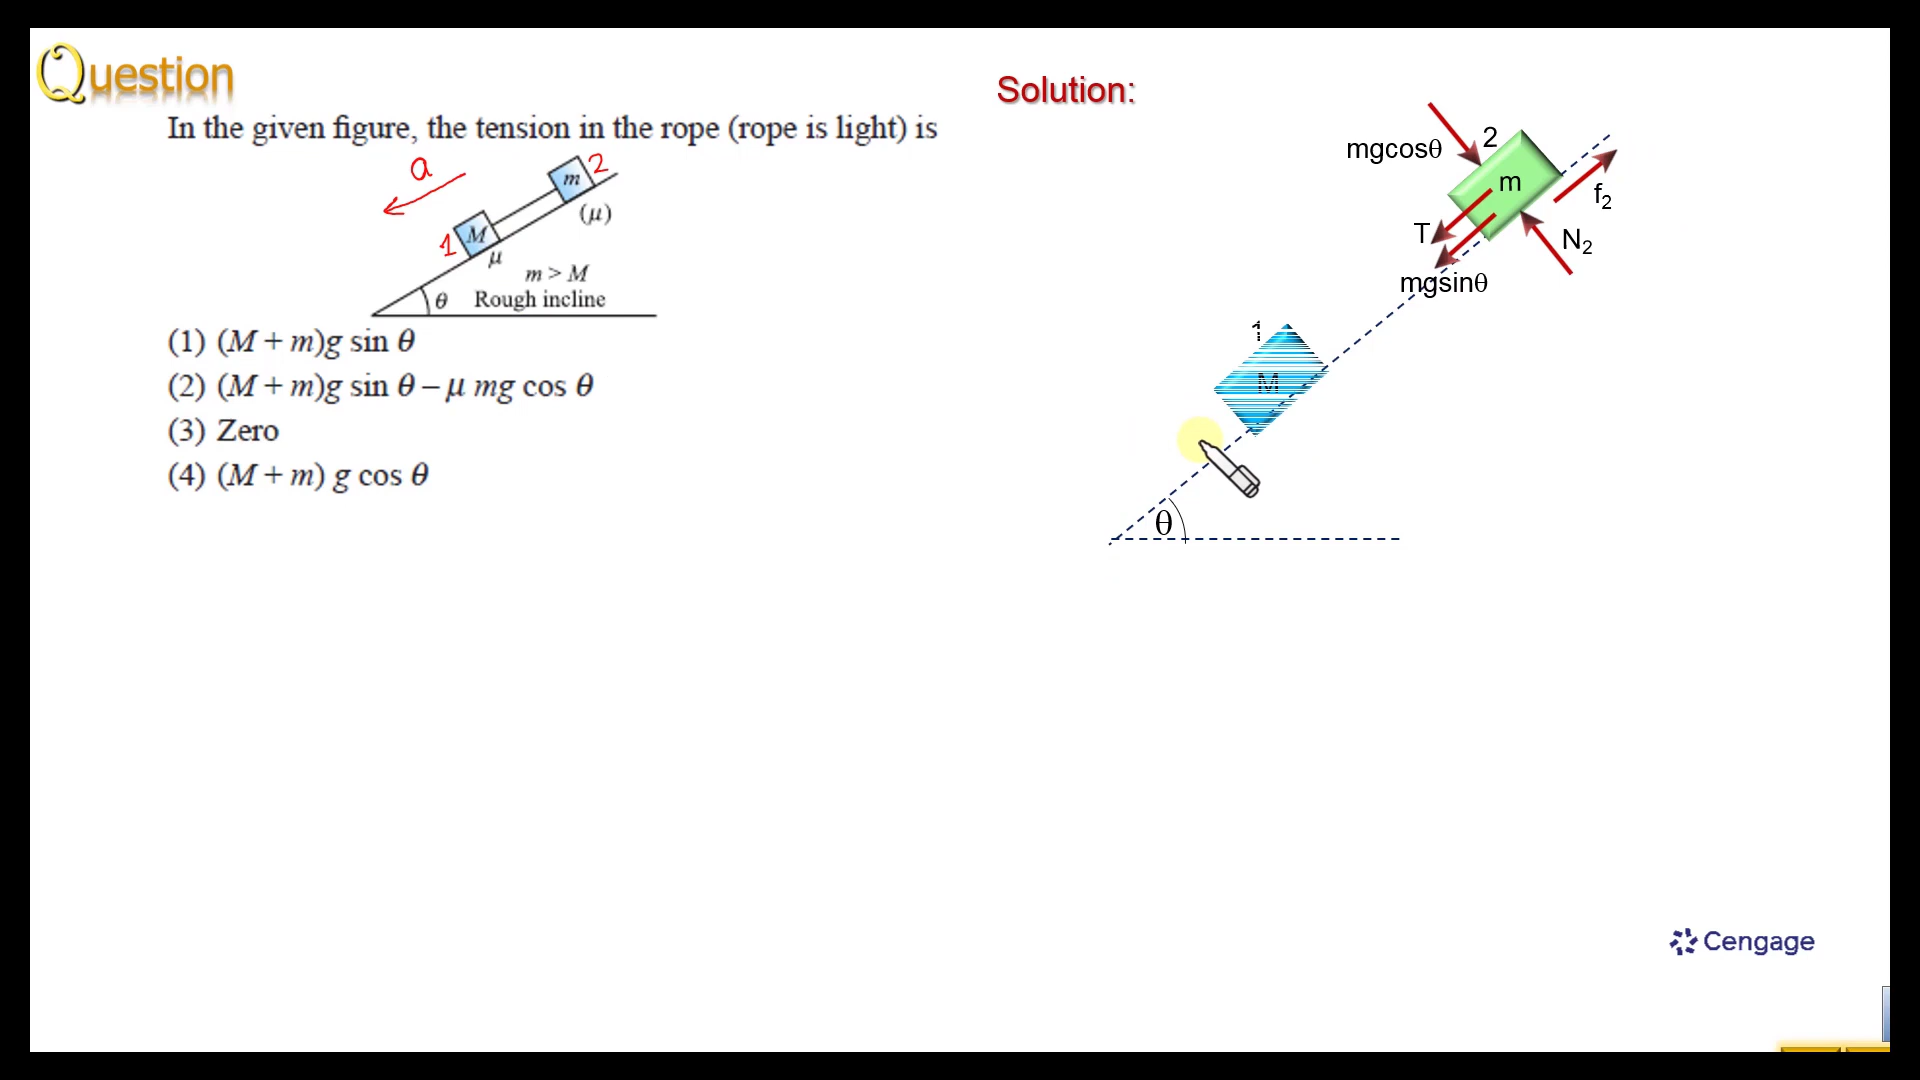 Question
In the given figure, the tension in the rope (rope is light) is
a
2
m
(μ)
1
M
μ
m > M
θ Rough incline
(1) (M + m)g sin θ
(2) (M + m)g sin θ – μ mg cos θ
(3) Zero
(4) (M + m) g cos θ
Solution:
mgcosθ
2
m
f₂
T
N₂
mgsinθ
1
M
θ
Cengage